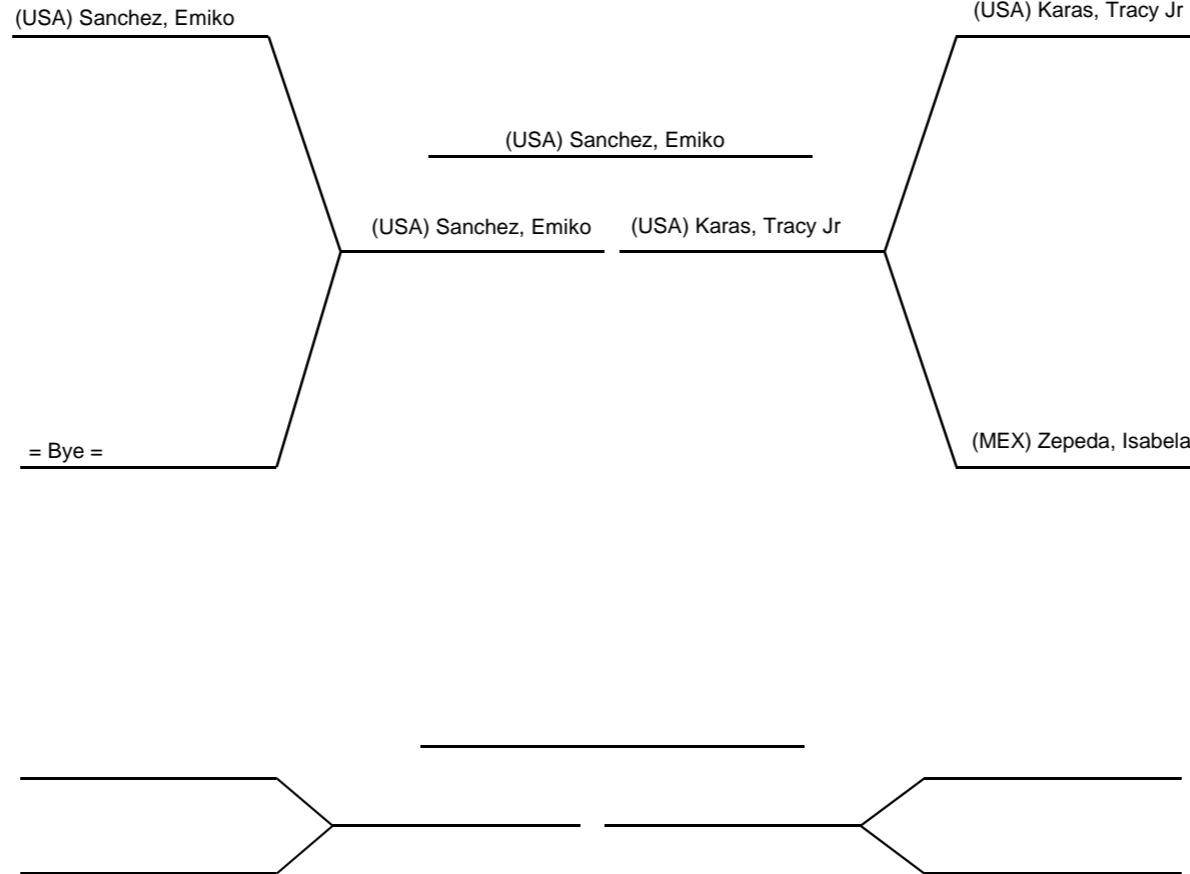 (USA) Sanchez, Emiko
(USA) Karas, Tracy Jr
(USA) Sanchez, Emiko
(USA) Sanchez, Emiko
(USA) Karas, Tracy Jr
= Bye =
(MEX) Zepeda, Isabela